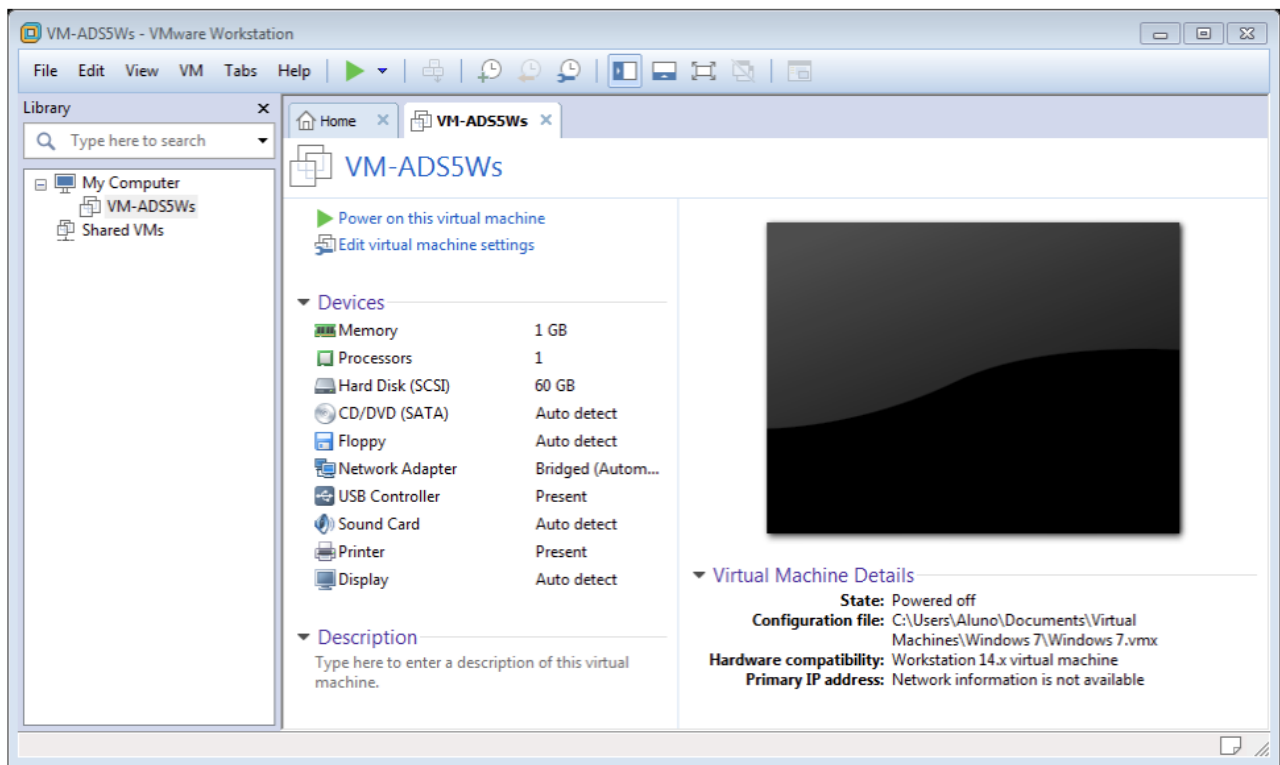 VM-ADS5Ws - VMware Workstation
File Edit View VM Tabs Help
Library
Type here to search
My Computer
VM-ADS5Ws
Shared VMs
Home
VM-ADS5Ws
VM-ADS5Ws
Power on this virtual machine
Edit virtual machine settings
Devices
Memory 1 GB
Processors 1
Hard Disk (SCSI) 60 GB
CD/DVD (SATA) Auto detect
Floppy Auto detect
Network Adapter Bridged (Autom...
USB Controller Present
Sound Card Auto detect
Printer Present
Display Auto detect
Description
Type here to enter a description of this virtual
machine.
Virtual Machine Details
State: Powered off
Configuration file: C:\Users\Aluno\Documents\Virtual
Machines\Windows 7\Windows 7.vmx
Hardware compatibility: Workstation 14.x virtual machine
Primary IP address: Network information is not available